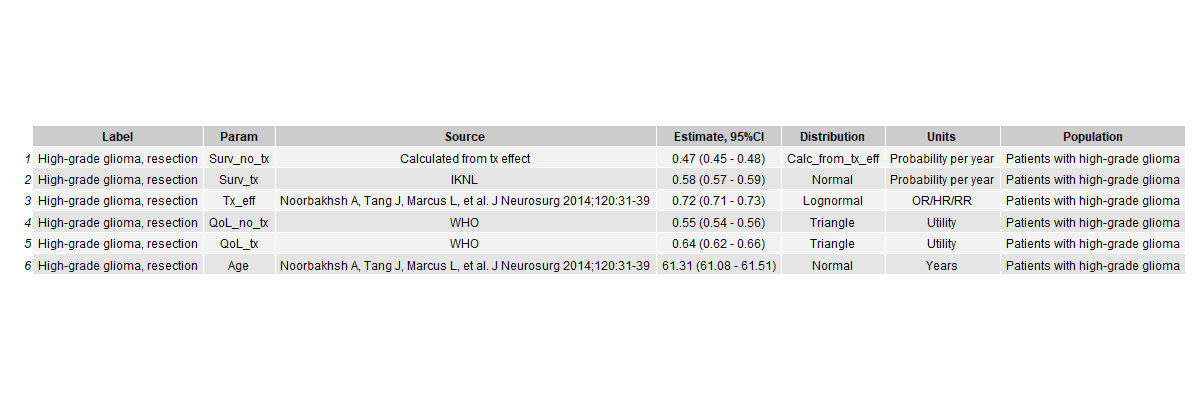 Label Param Source Estimate, 95%CI Distribution Units Population
1 High-grade glioma, resection Surv_no_tx Calculated from tx effect 0.47 (0.45 - 0.48) Calc_from_tx_eff Probability per year Patients with high-grade glioma
2 High-grade glioma, resection Surv_tx IKNL 0.58 (0.57 - 0.59) Normal Probability per year Patients with high-grade glioma
3 High-grade glioma, resection Tx_eff Noorbakhsh A, Tang J, Marcus L, et al. J Neurosurg 2014;120:31-39 0.72 (0.71 - 0.73) Lognormal OR/HR/RR Patients with high-grade glioma
4 High-grade glioma, resection QoL_no_tx WHO 0.55 (0.54 - 0.56) Triangle Utility Patients with high-grade glioma
5 High-grade glioma, resection QoL_tx WHO 0.64 (0.62 - 0.66) Triangle Utility Patients with high-grade glioma
6 High-grade glioma, resection Age Noorbakhsh A, Tang J, Marcus L, et al. J Neurosurg 2014;120:31-39 61.31 (61.08 - 61.51) Normal Years Patients with high-grade glioma